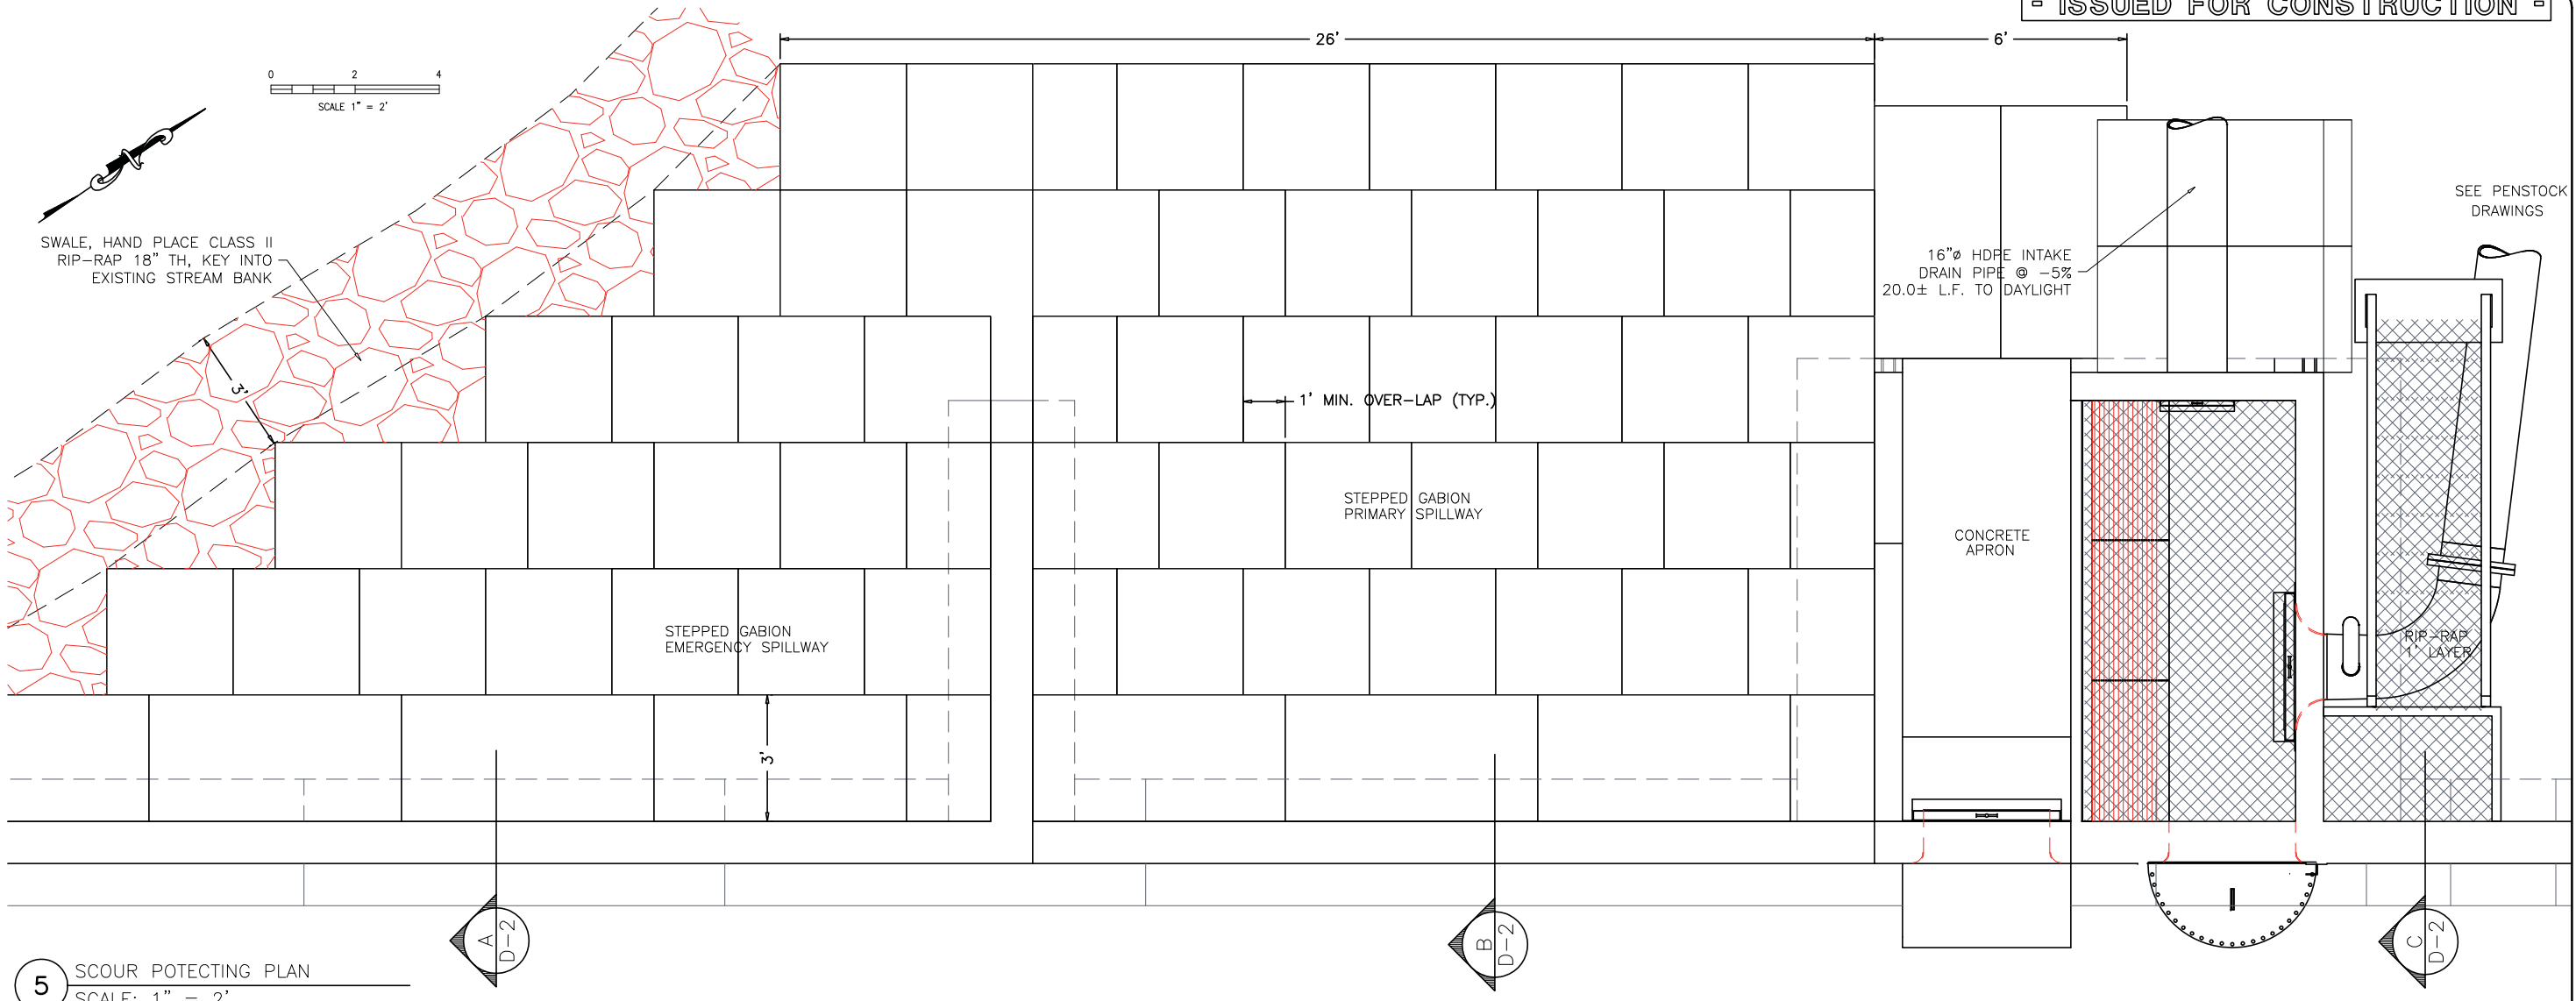 - ISSUED FOR CONSTRUCTION -
26'
6'
0 2 4
SCALE 1" = 2'
SWALE, HAND PLACE CLASS II
RIP-RAP 18" TH, KEY INTO
EXISTING STREAM BANK
3'
SEE PENSTOCK
DRAWINGS
16"ø HDPE INTAKE
DRAIN PIPE @ -5%
20.0± L.F. TO DAYLIGHT
1' MIN. OVER-LAP (TYP.)
STEPPED GABION
PRIMARY SPILLWAY
CONCRETE
APRON
STEPPED GABION
EMERGENCY SPILLWAY
RIP-RAP
1' LAYER
3'
A
D-2
B
D-2
C
D-2
5
SCOUR POTECTING PLAN
SCALE: 1" = 2'